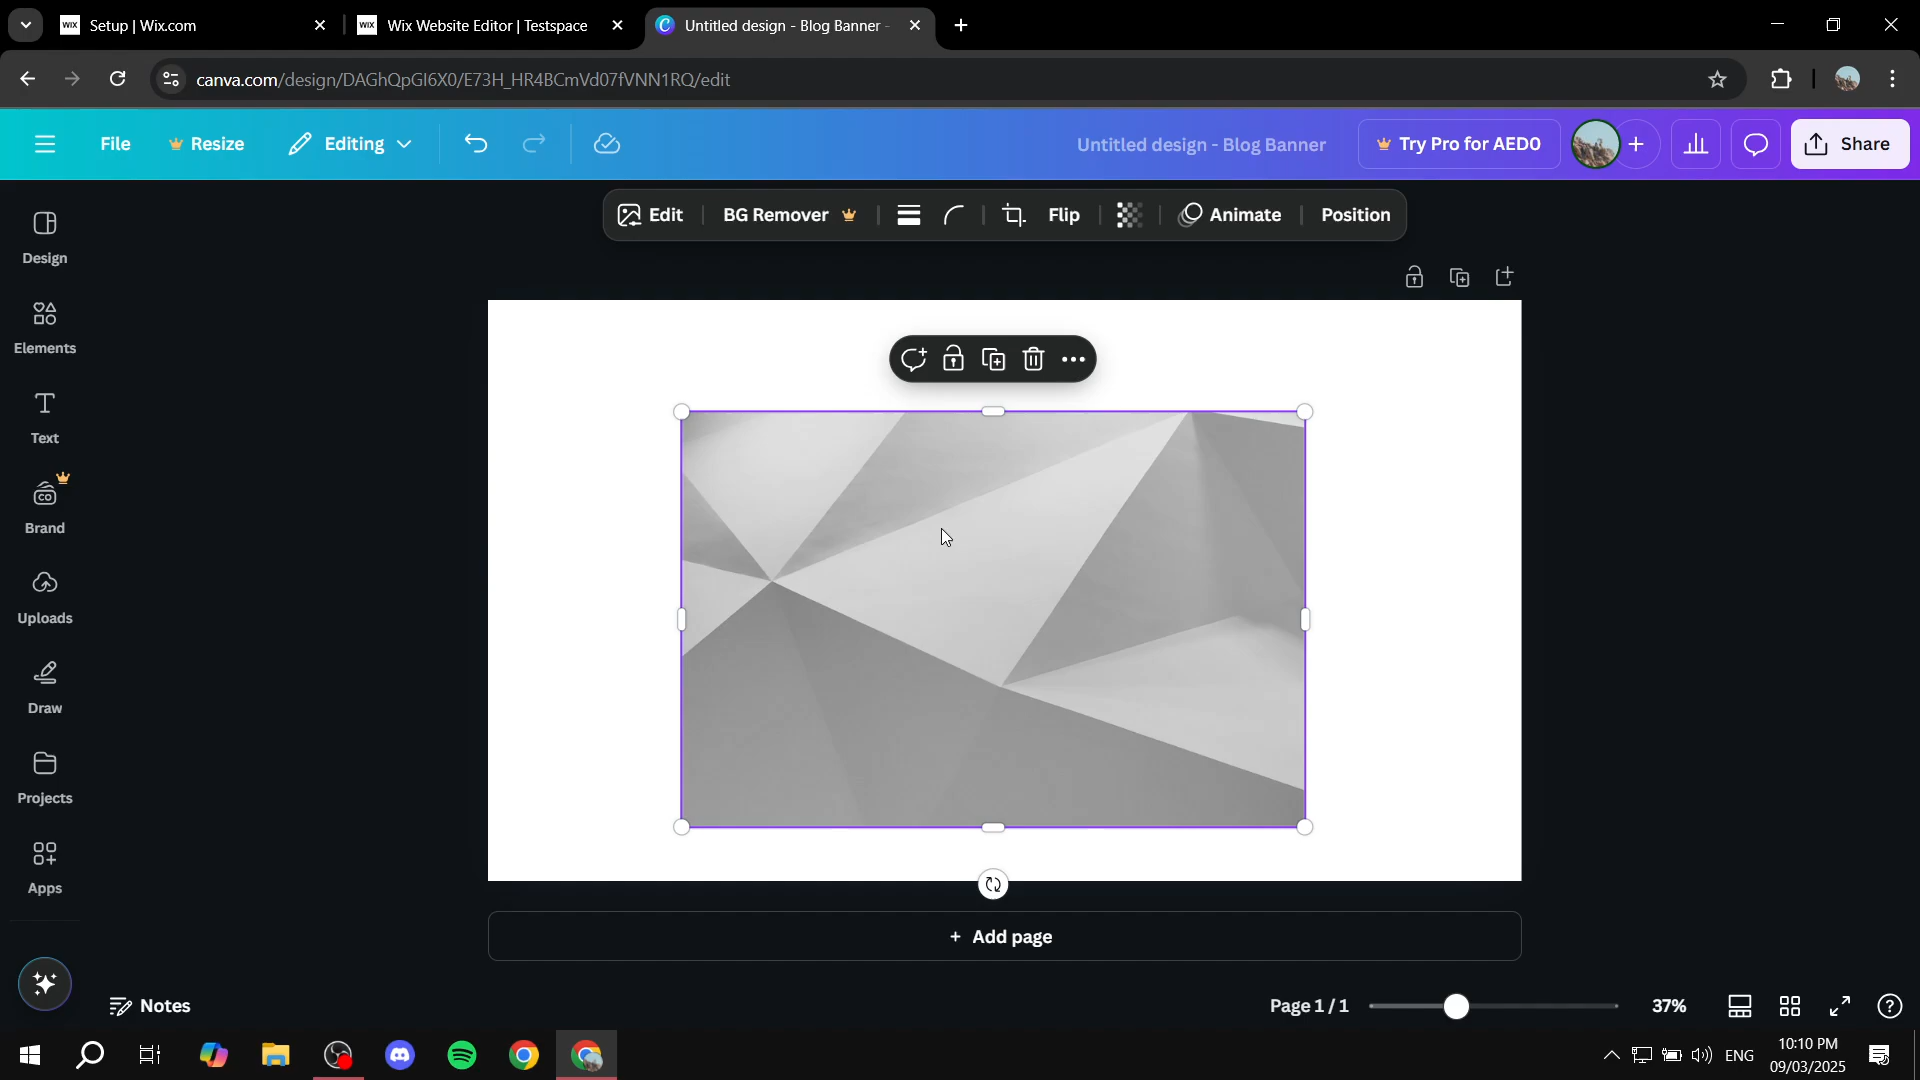 Setup | Wix.com
Wix Website Editor | Testspace
Untitled design - Blog Banner -
canva.com/design/DAGhQpGI6X0/E73H_HR4BCmVd07fVNN1RQ/edit
File
Resize
Editing
Untitled design - Blog Banner
Try Pro for AED0
Share
Edit
BG Remover
Flip
Animate
Position
Design
Elements
Text
Brand
Uploads
Draw
Projects
Apps
+ Add page
Notes
Page 1 / 1
37%
ENG
10:10 PM
09/03/2025